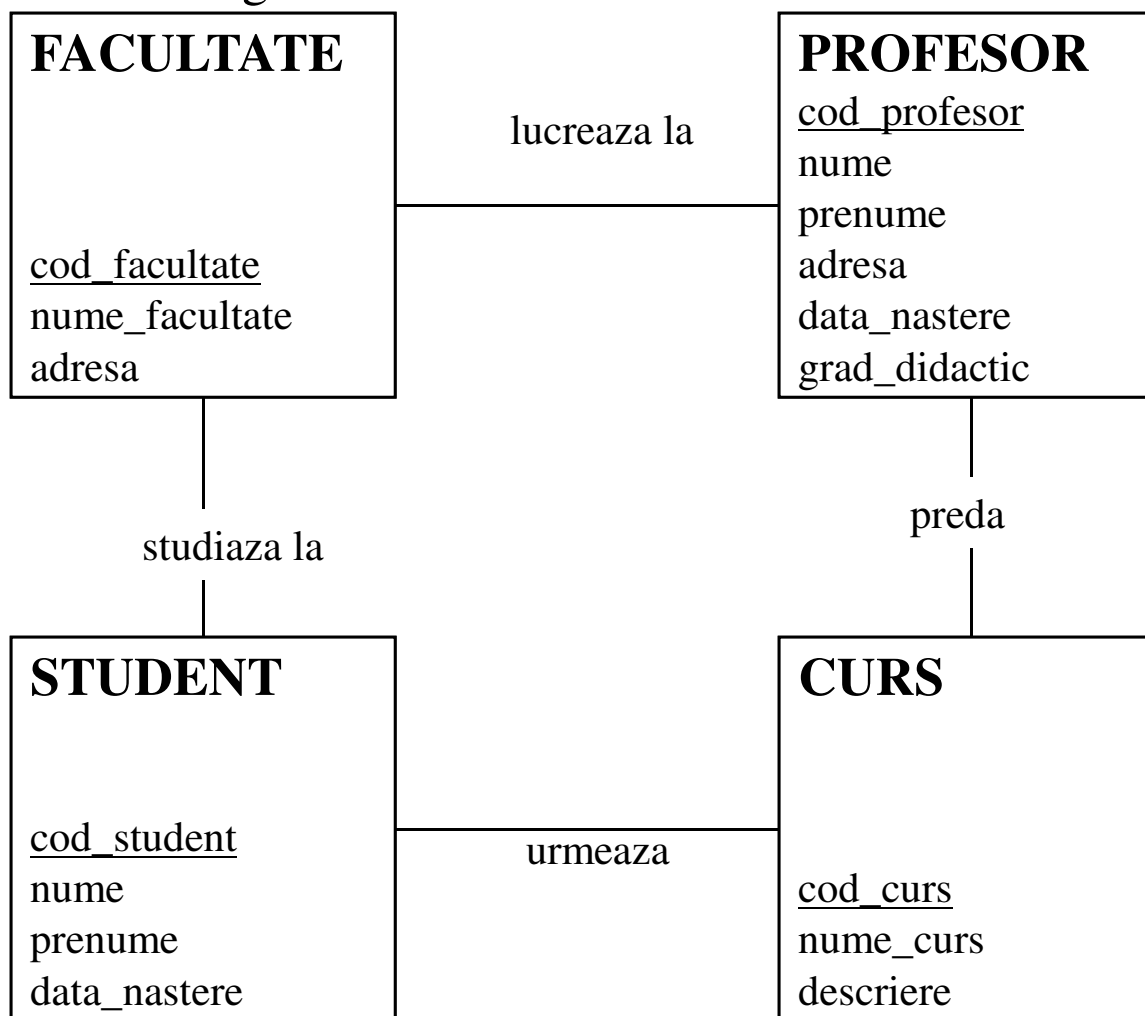 FACULTATE
cod_facultate
nume_facultate
adresa
lucreaza la
PROFESOR
cod_profesor
nume
prenume
adresa
data_nastere
grad_didactic
studiaza la
preda
STUDENT
cod_student
nume
prenume
data_nastere
urmeaza
CURS
cod_curs
nume_curs
descriere